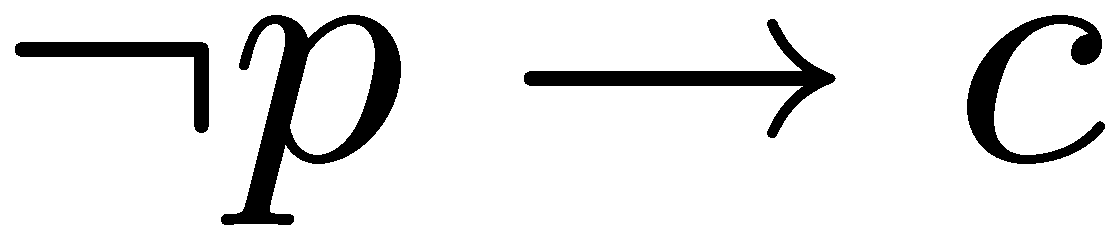 ¬p → c